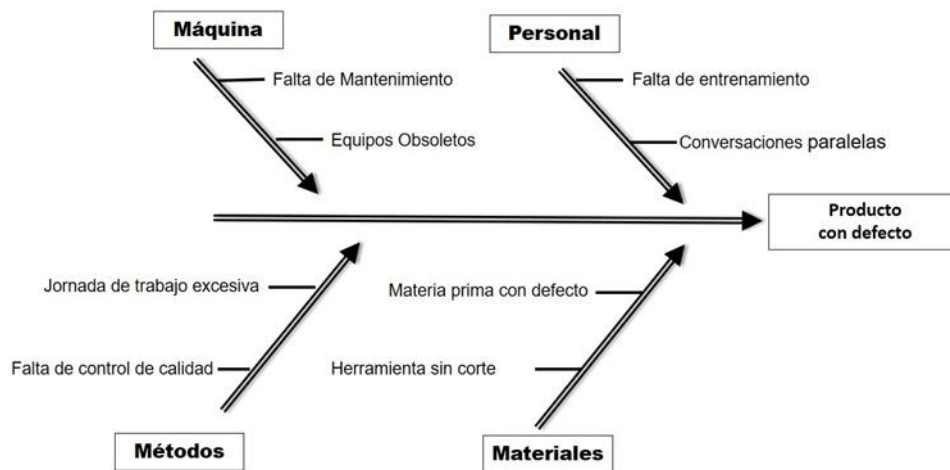 Máquina
Personal
Falta de Mantenimiento
Falta de entrenamiento
Equipos Obsoletos
Conversaciones paralelas
Producto
con defecto
Jornada de trabajo excesiva
Materia prima con defecto
Falta de control de calidad
Herramienta sin corte
Métodos
Materiales